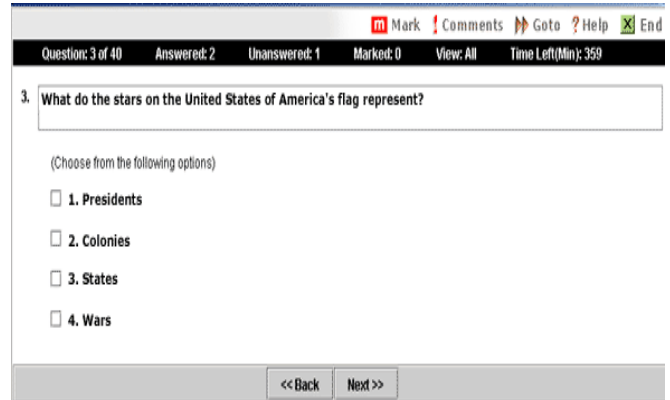 m Mark ! Comments Goto ? Help X End
Question: 3 of 40 Answered: 2 Unanswered: 1 Marked: 0 View: All Time Left(Min): 359
3. What do the stars on the United States of America's flag represent?
(Choose from the following options)
1. Presidents
2. Colonies
3. States
4. Wars
<< Back Next >>